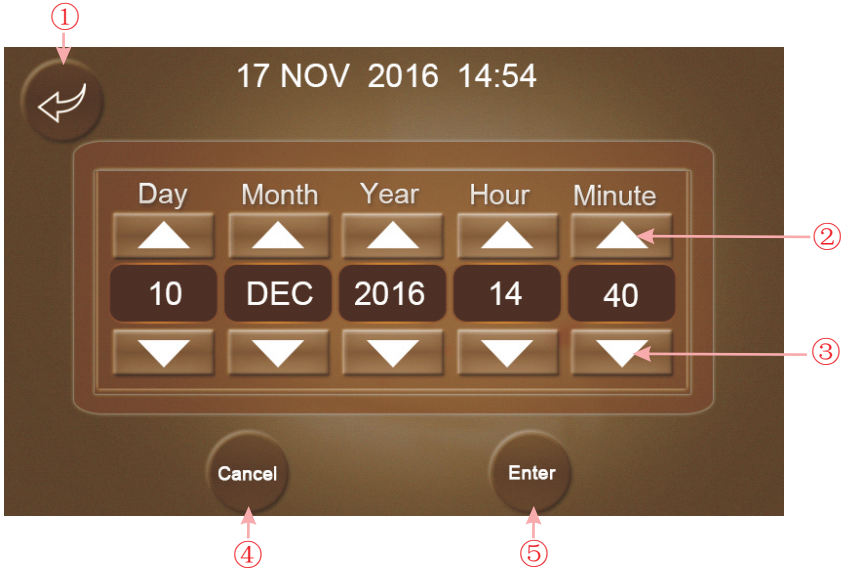 ①
17 NOV 2016 14:54
Day Month Year Hour Minute
②
10 DEC 2016 14 40
③
Cancel Enter
④ ⑤